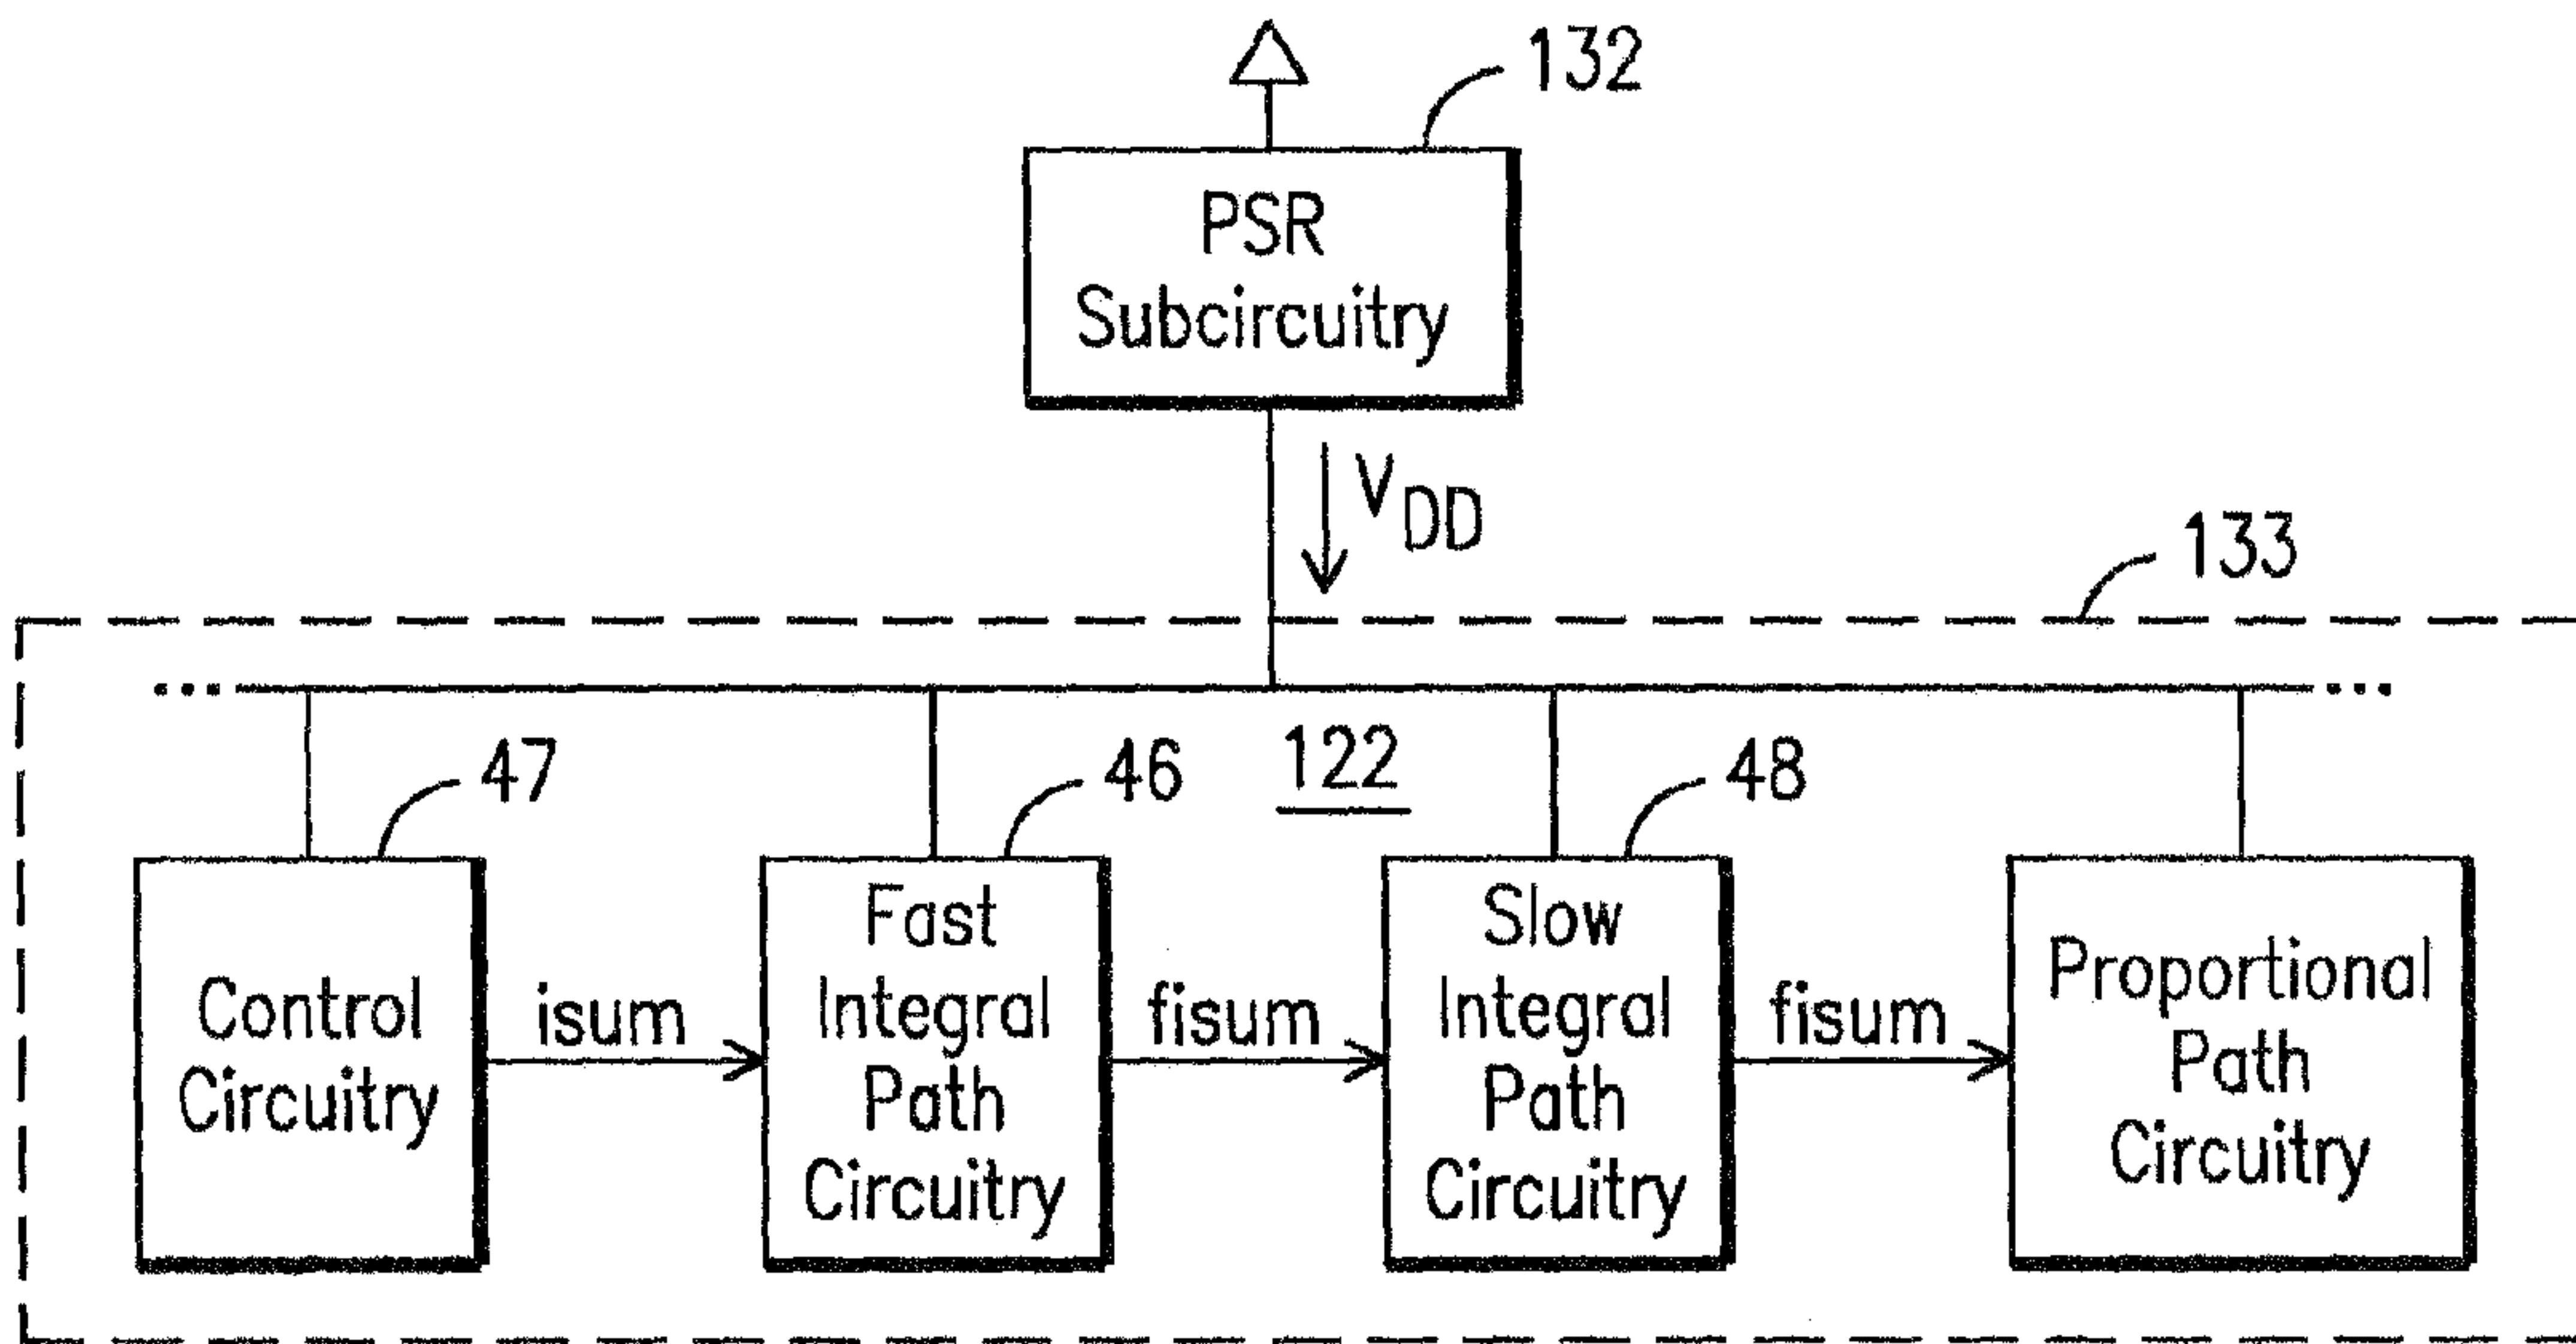 132
PSR
Subcircuitry
VDD
133
...
...
47
46
122
48
Control
Circuitry
isum
Fast
Integral
Path
Circuitry
fisum
Slow
Integral
Path
Circuitry
fisum
Proportional
Path
Circuitry